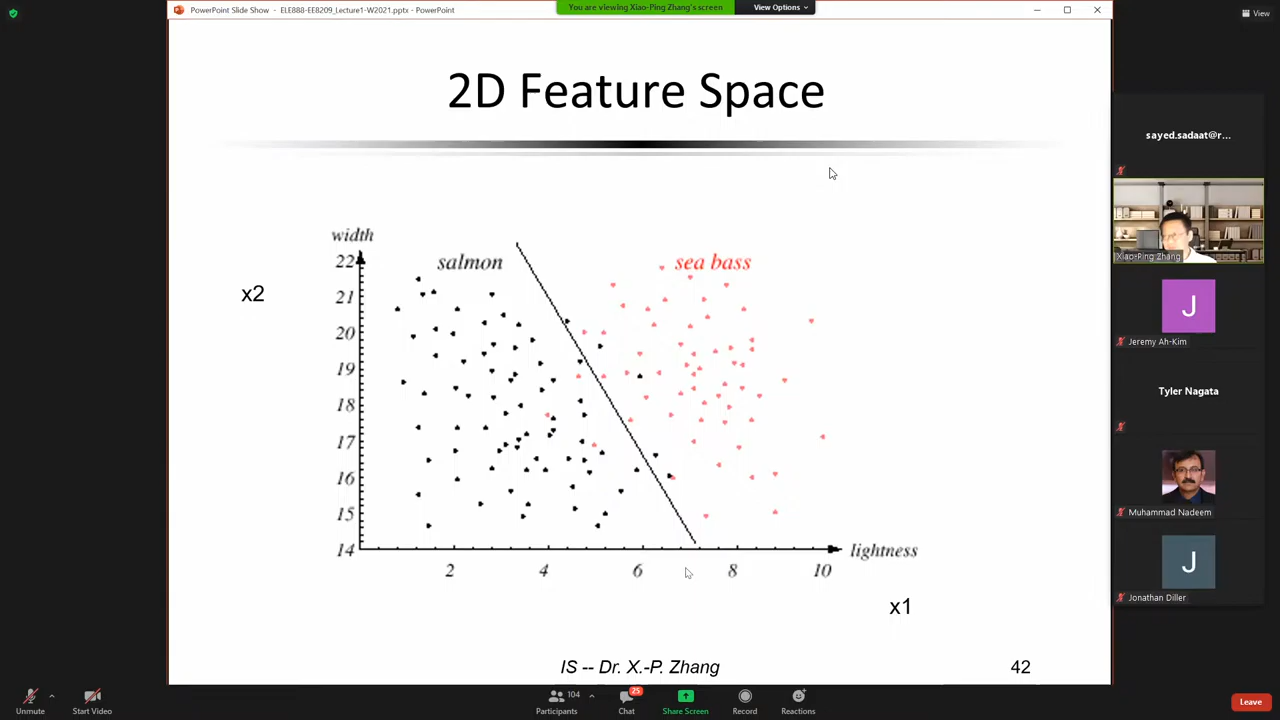 PowerPoint Slide Show - ELE888-EE8209_Lecture1-W2021.pptx - PowerPoint
You are viewing Xiao-Ping Zhang's screen
View Options
View
2D Feature Space
width
22
21
20
19
18
17
16
15
14
x2
salmon
sea bass
2
4
6
8
10
lightness
x1
IS -- Dr. X.-P. Zhang
42
sayed.sadaat@r...
Xiao-Ping Zhang
J
Jeremy Ah-Kim
Tyler Nagata
Muhammad Nadeem
J
Jonathan Diller
Unmute
Start Video
104
Participants
25
Chat
Share Screen
Record
Reactions
Leave